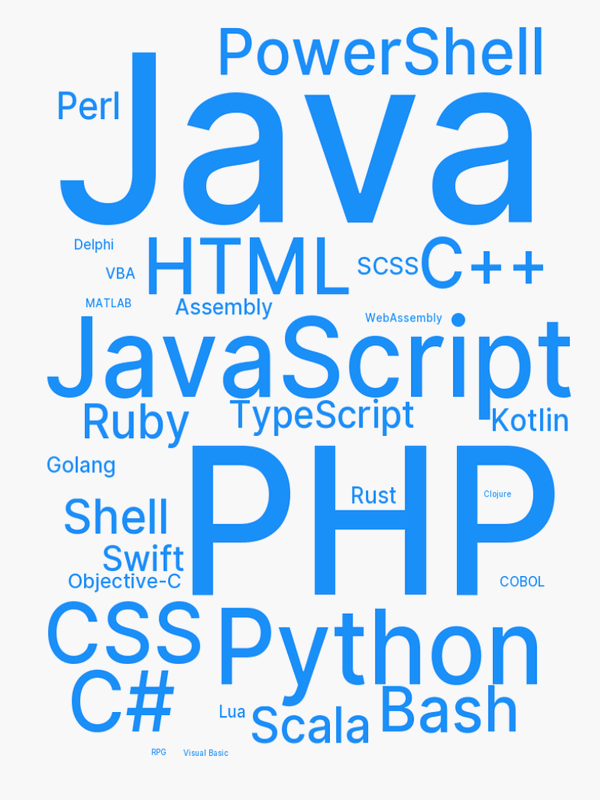 PowerShell
Perl
Java
Delphi
HTML
SCSS
C++
VBA
MATLAB
Assembly
WebAssembly
JavaScript
Ruby
TypeScript
Kotlin
Golang
PHP
Rust
Clojure
Shell
Swift
Objective-C
COBOL
CSS
Python
C#
Lua
Scala
Bash
RPG
Visual Basic